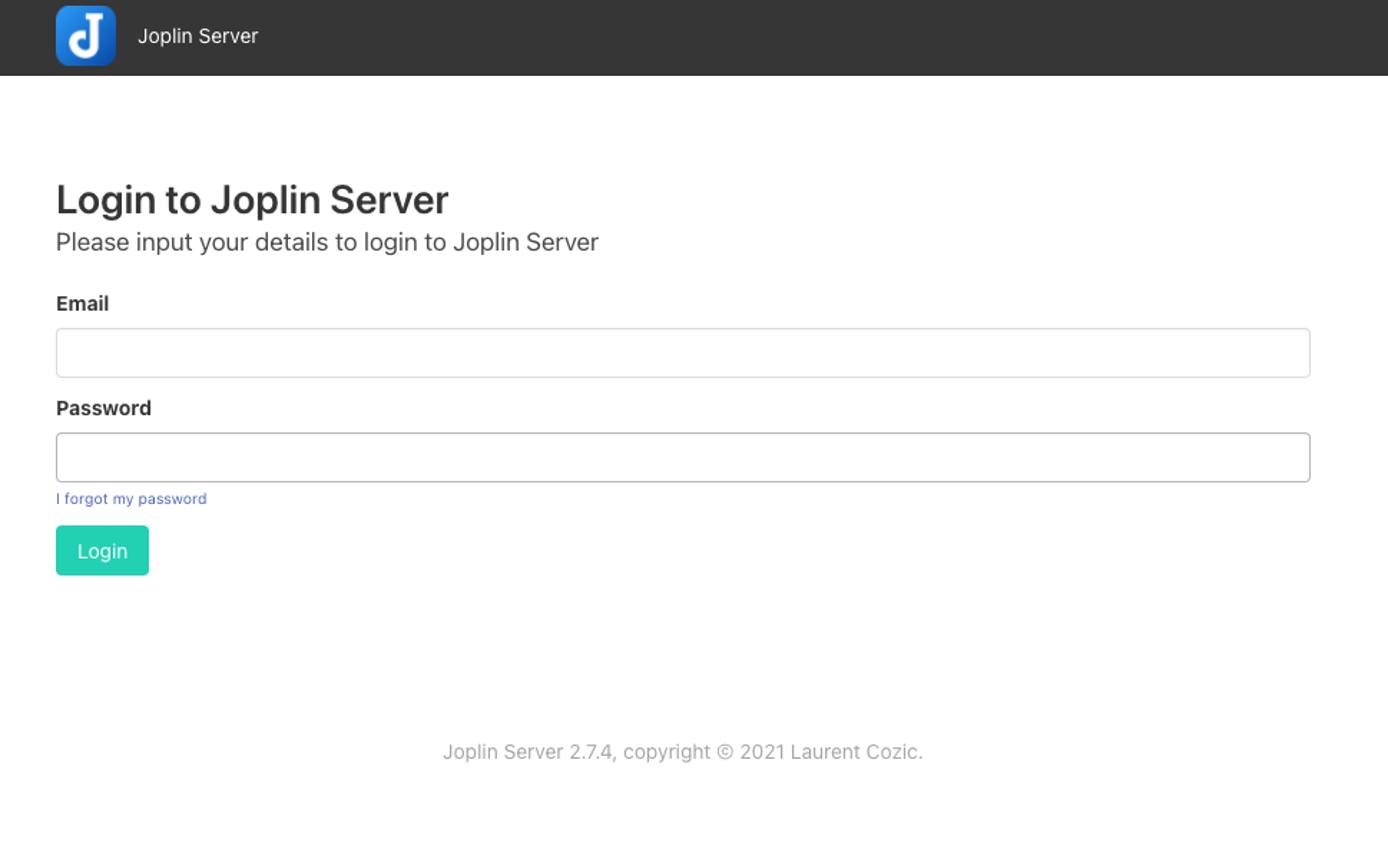 Joplin Server
Login to Joplin Server
Please input your details to login to Joplin Server
Email
Password
I forgot my password
Login
Joplin Server 2.7.4, copyright © 2021 Laurent Cozic.